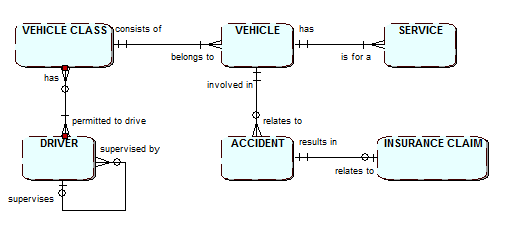 VEHICLE CLASS consists of VEHICLE has SERVICE
belongs to is for a
has involved in
permitted to drive relates to
DRIVER supervised by ACCIDENT results in INSURANCE CLAIM
relates to
supervises